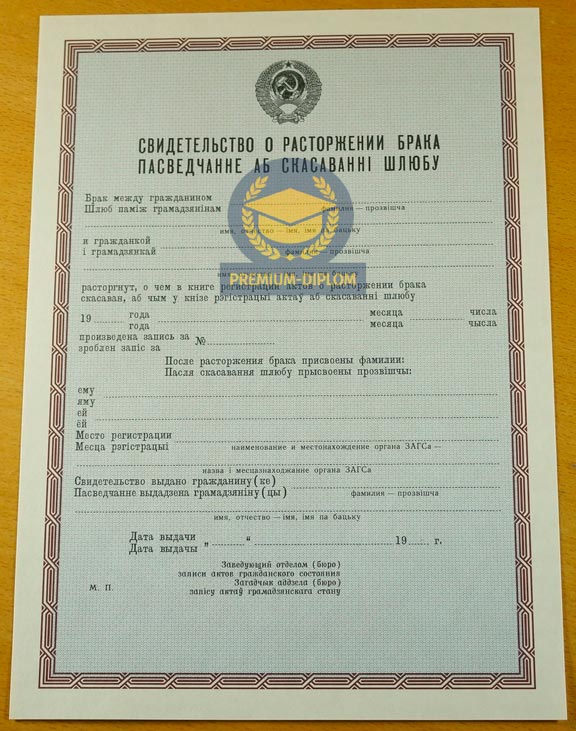 СВИДЕТЕЛЬСТВО О РАСТОРЖЕНИИ БРАКА
ПАСВЕДЧАННЕ АБ СКАСАВАННІ ШЛЮБУ
Брак между гражданином
Шлюб паміж грамадзянінам
фамилия — прозвішча
имя, отчество — імя, імя па бацьку
и гражданкой
і грамадзянкай
фамилия — прозвішча
PREMIUM-DIPLOM
расторгнут, о чем в книге регистрации актов о расторжении брака
скасаван, аб чым у кнізе рэгістрацыі актаў аб скасаванні шлюбу
19 года месяца числа
года месяца чысла
произведена запись за
зроблен запіс за №
После расторжения брака присвоены фамилии:
Пасля скасавання шлюбу прысвоены прозвішчы:
ему
яму
ей
ёй
Место регистрации
Месца рэгістрацыі наименование и местонахождение органа ЗАГСа —
назва і месцазнаходжанне органа ЗАГСа
Свидетельство выдано гражданину (ке)
Пасведчанне выдадзена грамадзяніну (цы) фамилия — прозвішча
имя, отчество — імя, імя па бацьку
Дата выдачи
Дата выдачы „ “ 19 г.
Заведующий отделом (бюро)
записи актов гражданского состояния
Загадчык аддзела (бюро)
М. П. запісу актаў грамадзянскага стану